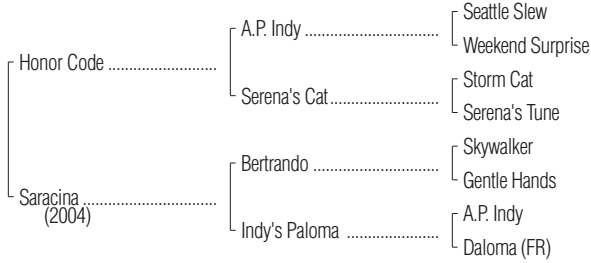 Seattle Slew
A.P. Indy ..............................
Weekend Surprise
Honor Code ........................
Storm Cat
Serena's Cat........................
Serena's Tune
Skywalker
Bertrando ............................
Gentle Hands
Saracina ..............................
(2004)
A.P. Indy
Indy's Paloma ....................
Daloma (FR)